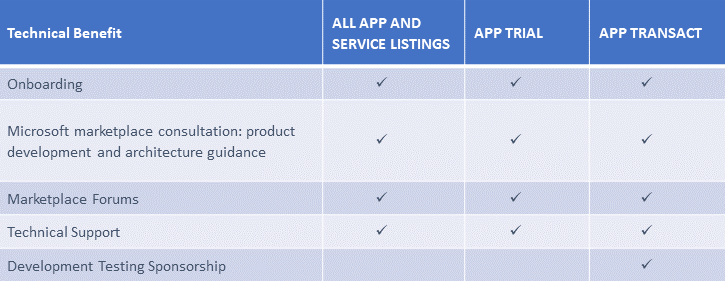 Technical Benefit
ALL APP AND
SERVICE LISTINGS
APP TRIAL
APP TRANSACT
Onboarding
✓ ✓ ✓
Microsoft marketplace consultation: product
development and architecture guidance
✓ ✓ ✓
Marketplace Forums
✓ ✓ ✓
Technical Support
✓ ✓ ✓
Development Testing Sponsorship
✓